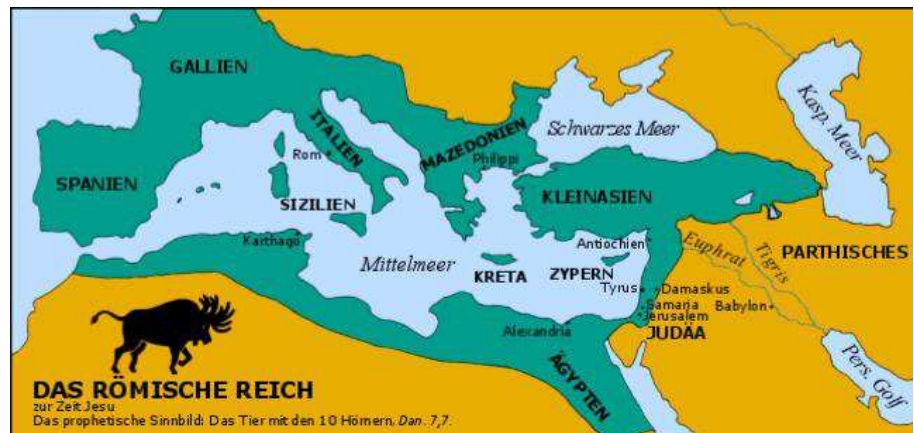 GALLIEN
Kasp. Meer
ITALIEN
MAZEDONIEN
Schwarzes Meer
Rom
Philippi
SPANIEN
KLEINASIEN
SIZILIEN
Karthago
Antiochien
Euphrat
Tigris
PARTHISCHES
Mittelmeer
KRETA
ZYPERN
Tyrus
Damaskus
Samaria
Babylon
Jerusalem
Alexandria
JUDÄA
Pers. Golf
ÄGYPTEN
DAS RÖMISCHE REICH
zur Zeit Jesu
Das prophetische Sinnbild: Das Tier mit den 10 Hörnern, Dan. 7,7.